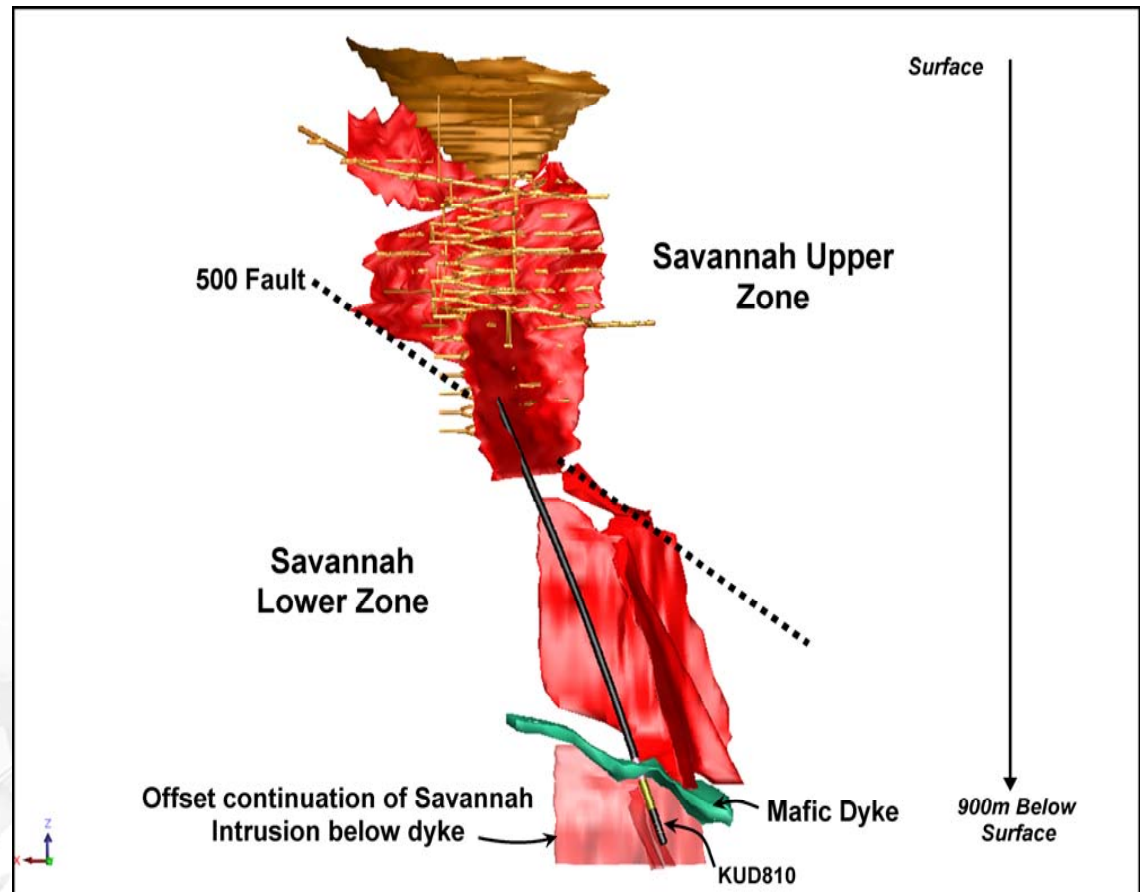 Surface
Savannah Upper
Zone
500 Fault
Savannah
Lower Zone
Offset continuation of Savannah
Intrusion below dyke
Mafic Dyke
900m Below
Surface
KUD810
Z
X